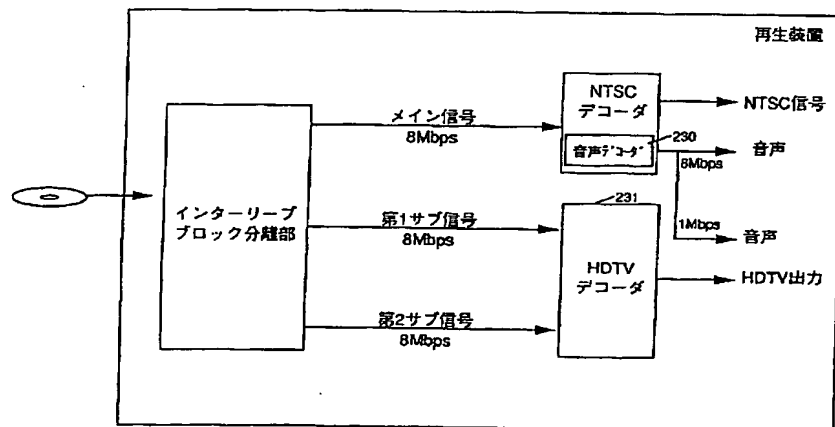 再生装置
メイン信号
8Mbps
NTSC
デコーダ
音声デコーダ
230
NTSC信号
8Mbps
音声
インターリーブ
ブロック分離部
第1サブ信号
8Mbps
231
HDTV
デコーダ
1Mbps
音声
HDTV出力
第2サブ信号
8Mbps